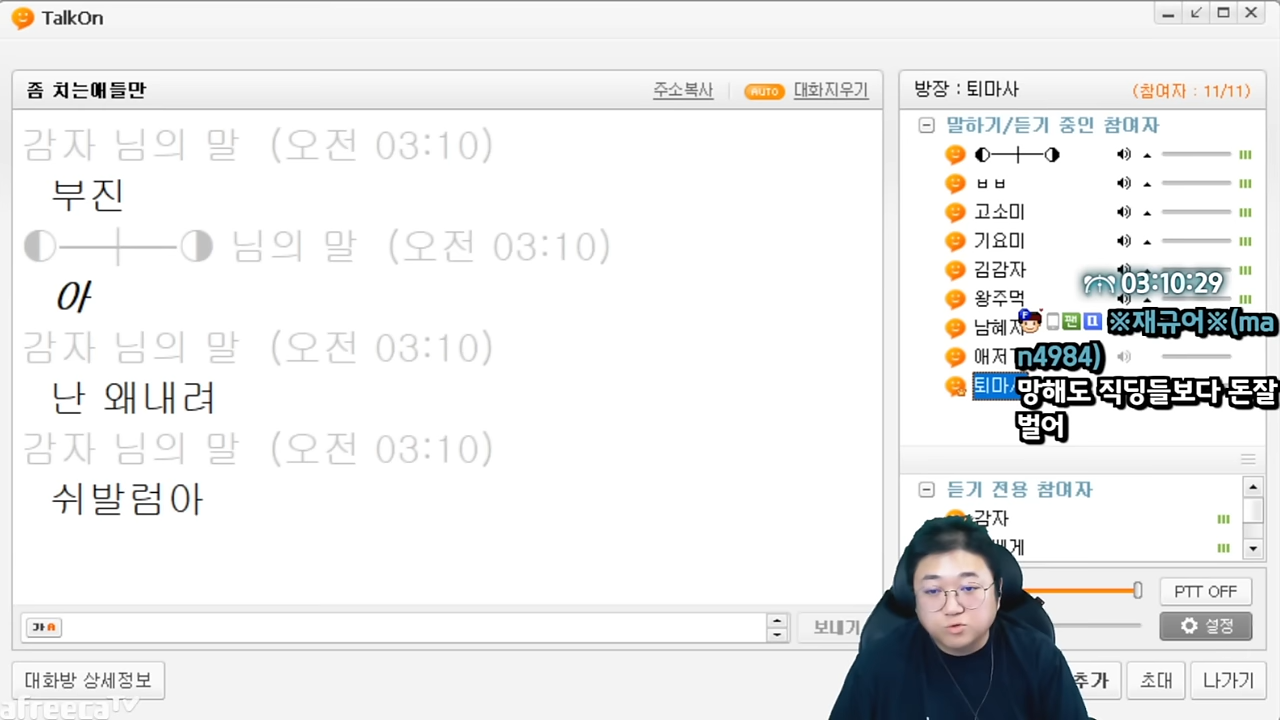 TalkOn
좀 치는애들만
주소복사
AUTO 대화지우기
감자 님의 말 (오전 03:10)
부진
님의 말 (오전 03:10)
아
감자 님의 말 (오전 03:10)
난 왜내려
감자 님의 말 (오전 03:10)
쉬발럼아
가
보내기
대화방 상세정보
afreecaTV
방장 : 퇴마사
(참여자 : 11/11)
말하기/듣기 중인 참여자
ㅂㅂ
고소미
기요미
김감자
03:10:29
왕주먹
남혜자
팬
※재규어※(ma
애저
n4984)
퇴마사
망해도 직딩들보다 돈잘
벌어
듣기 전용 참여자
감자
게
PTT OFF
설정
추가
초대
나가기